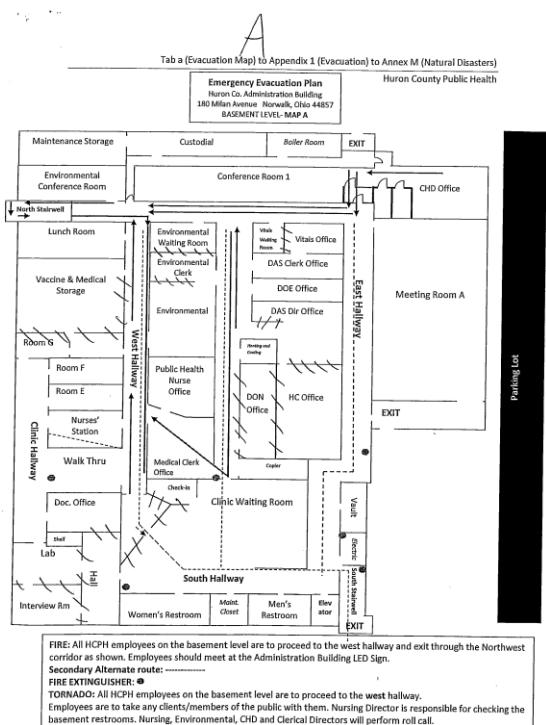 A
Tab a (Evacuation Map) to Appendix 1 (Evacuation) to Annex M (Natural Disasters)
Huron County Public Health
Emergency Evacuation Plan
Huron Co. Administration Building
180 Milan Avenue Norwalk, Ohio 44857
BASEMENT LEVEL- MAP A
Maintenance Storage
Custodial
Boiler Room
EXIT
Environmental
Conference Room
Conference Room 1
CHD Office
North Stairwell
Lunch Room
Environmental
Waiting Room
Vitals
Waiting
Room
Vitals Office
Environmental
Clerk
DAS Clerk Office
Vaccine & Medical
Storage
DOE Office
East Hallway
Meeting Room A
Environmental
DAS Dir Office
Parking Lot
Room G
West Hallway
Heating and
Cooling
Room F
Public Health
Nurse
Office
Room E
DON
Office
HC Office
Nurses'
Station
EXIT
Clinic Hallway
Walk Thru
Medical Clerk
Office
Copier
Check-in
Clinic Waiting Room
Doc. Office
Vault
Shell
Electric
Lab
Hall
South Hallway
South Stairwell
Interview Rm
Women's Restroom
Maint.
Closet
Men's
Restroom
Elev
ator
EXIT
FIRE: All HCPH employees on the basement level are to proceed to the west hallway and exit through the Northwest
corridor as shown. Employees should meet at the Administration Building LED Sign.
Secondary Alternate route: -------------
FIRE EXTINGUISHER:
TORNADO: All HCPH employees on the basement level are to proceed to the west hallway.
Employees are to take any clients/members of the public with them. Nursing Director is responsible for checking the
basement restrooms. Nursing, Environmental, CHD and Clerical Directors will perform roll call.